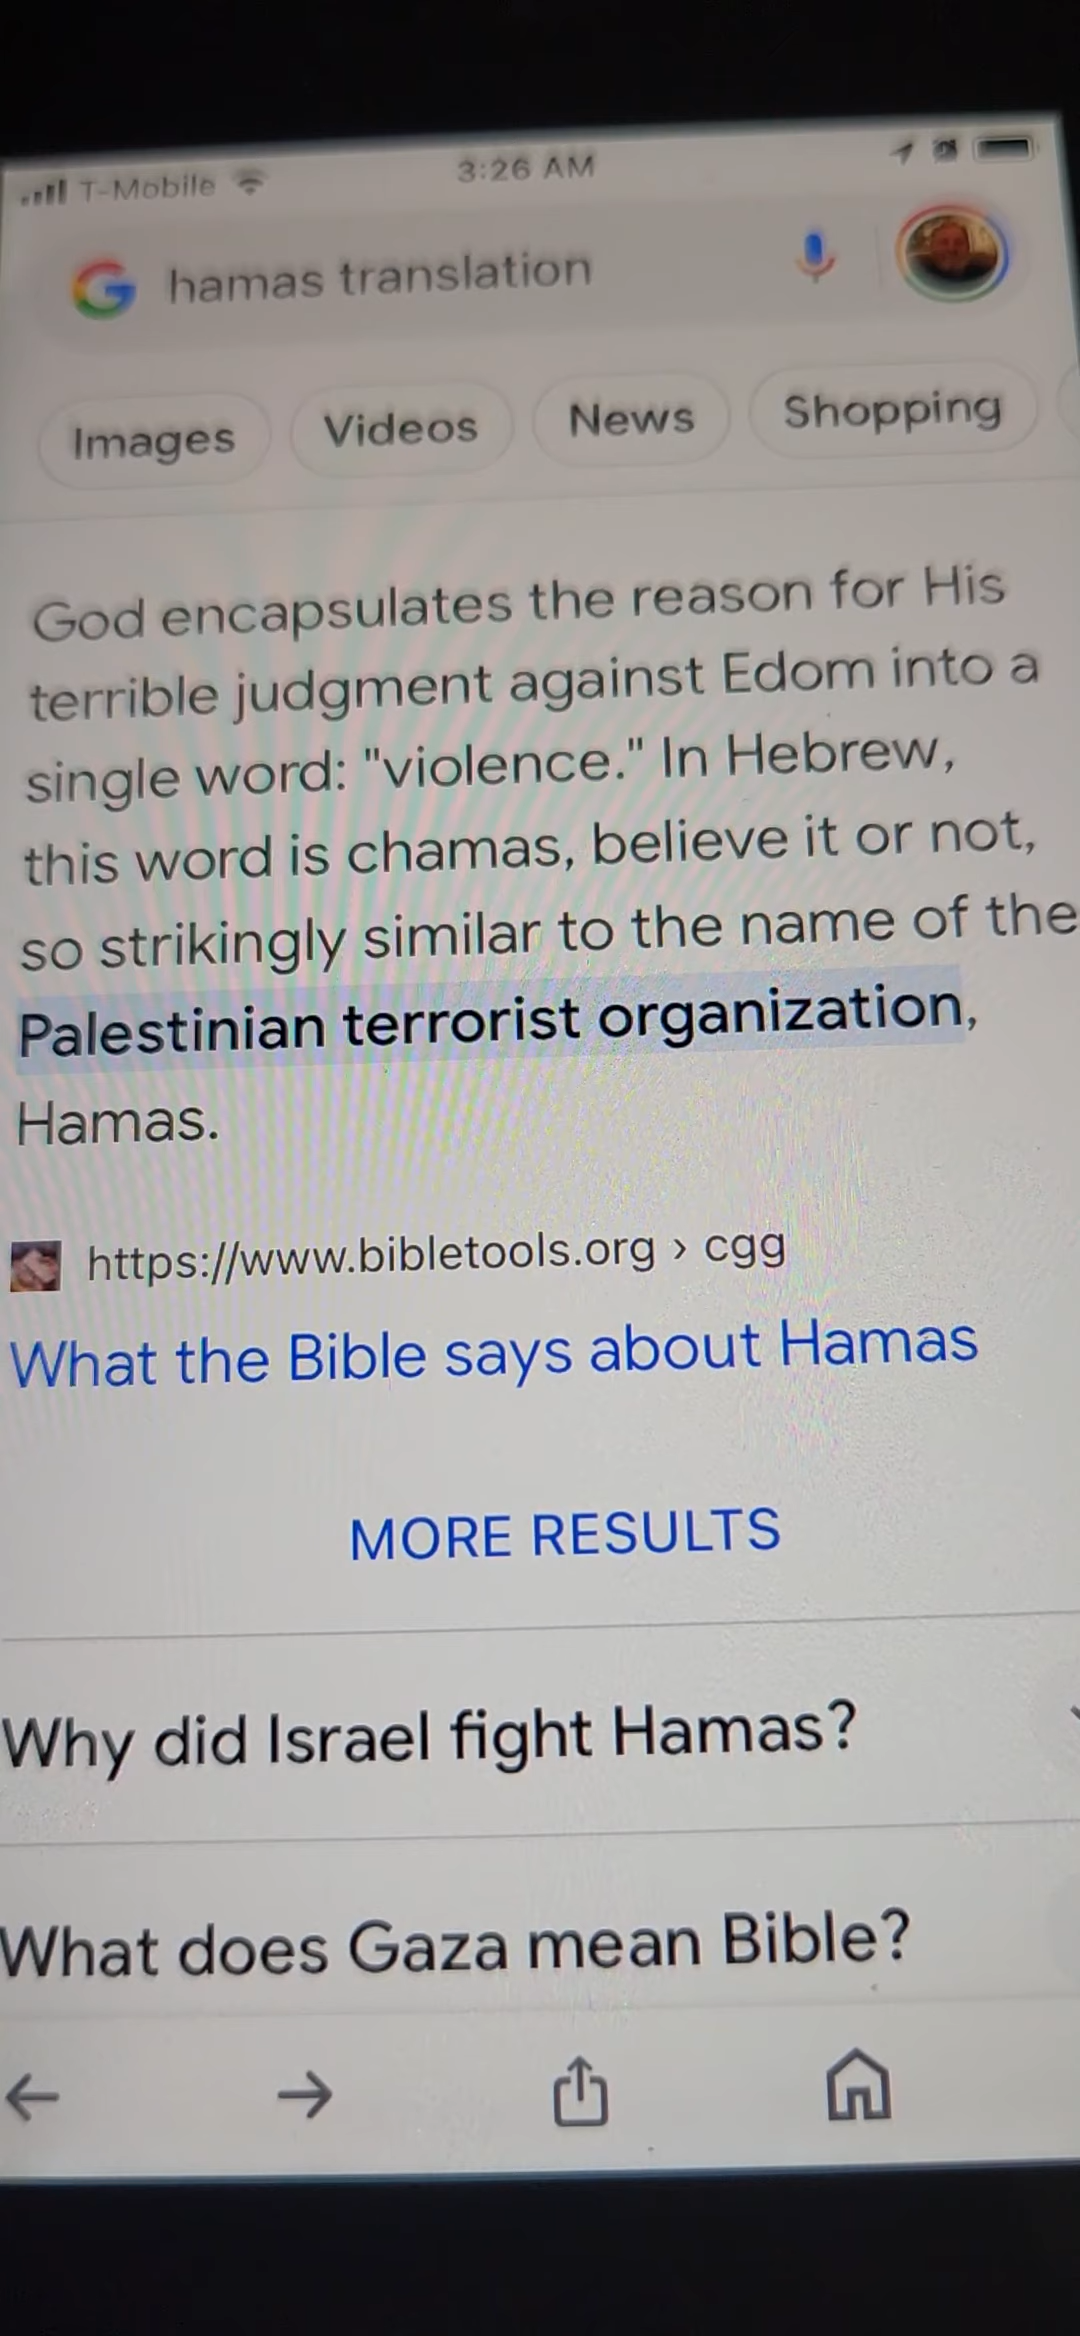 T-Mobile 3:26 AM
hamas translation
Images Videos News Shopping
God encapsulates the reason for His
terrible judgment against Edom into a
single word: "violence." In Hebrew,
this word is chamas, believe it or not,
so strikingly similar to the name of the
Palestinian terrorist organization,
Hamas.
https://www.bibletools.org › cgg
What the Bible says about Hamas
MORE RESULTS
Why did Israel fight Hamas?
What does Gaza mean Bible?